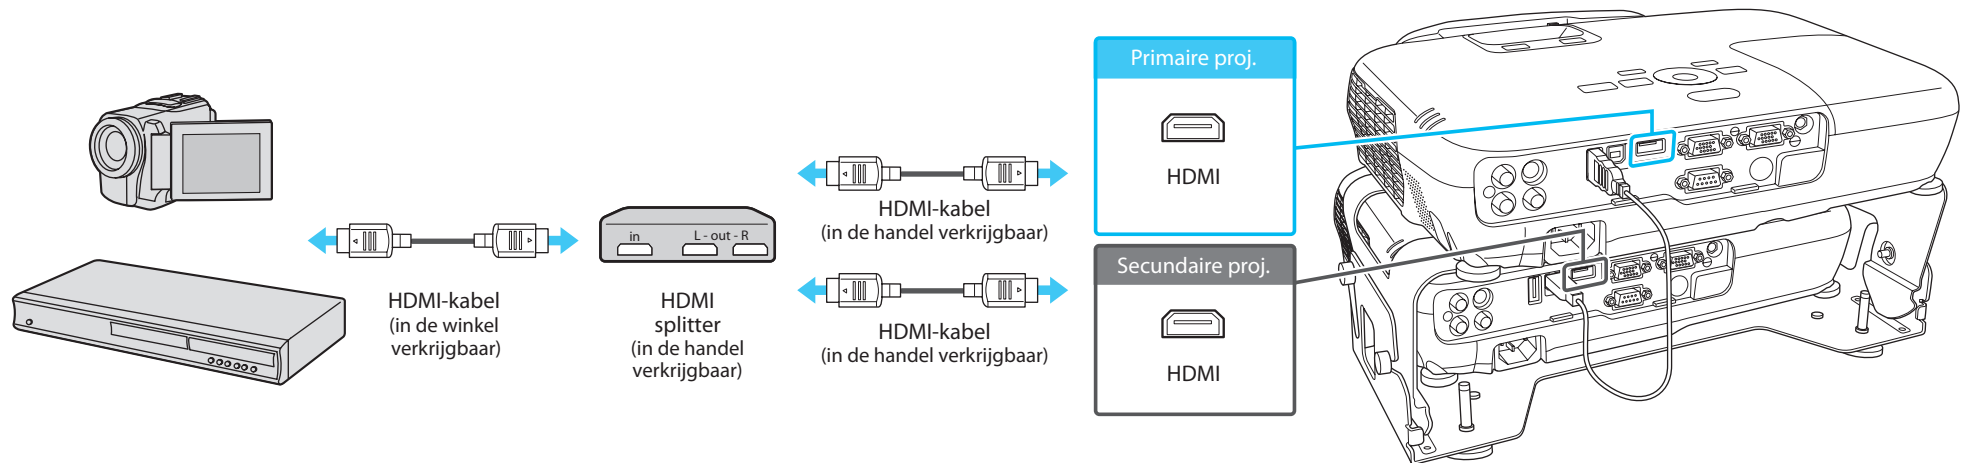 HDMI-kabel
(in de winkel
verkrijgbaar)
in
L - out - R
HDMI
splitter
(in de handel
verkrijgbaar)
HDMI-kabel
(in de handel verkrijgbaar)
HDMI-kabel
(in de handel verkrijgbaar)
Primaire proj.
HDMI
Secundaire proj.
HDMI